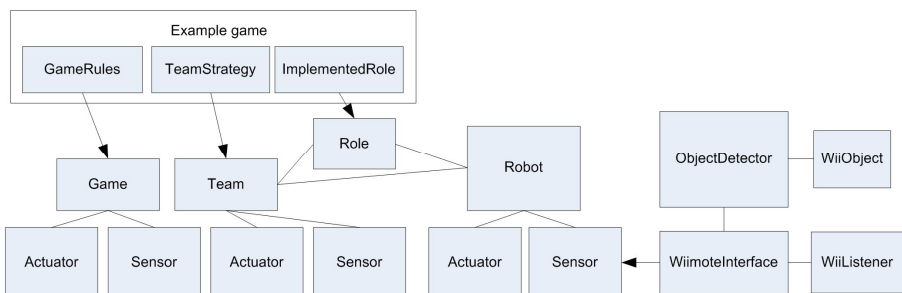 Example game
GameRules
TeamStrategy
ImplementedRole
Role
Robot
ObjectDetector
WiiObject
Game
Team
Actuator
Sensor
Actuator
Sensor
Actuator
Sensor
WiimoteInterface
WiiListener